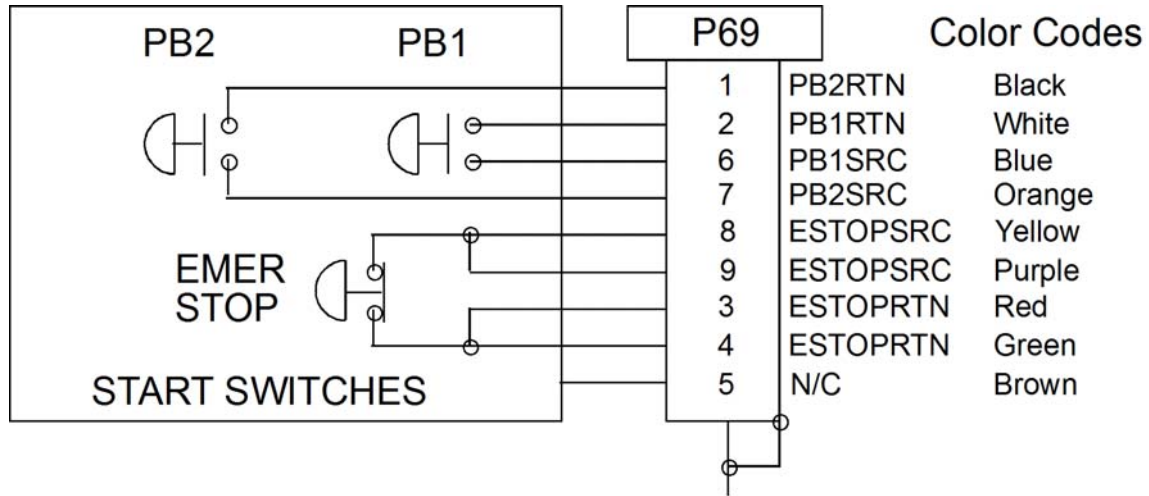 PB2 PB1 P69 Color Codes
1 PB2RTN Black
2 PB1RTN White
6 PB1SRC Blue
7 PB2SRC Orange
8 ESTOPSRC Yellow
EMER
STOP
9 ESTOPSRC Purple
3 ESTOPRTN Red
4 ESTOPRTN Green
START SWITCHES
5 N/C Brown